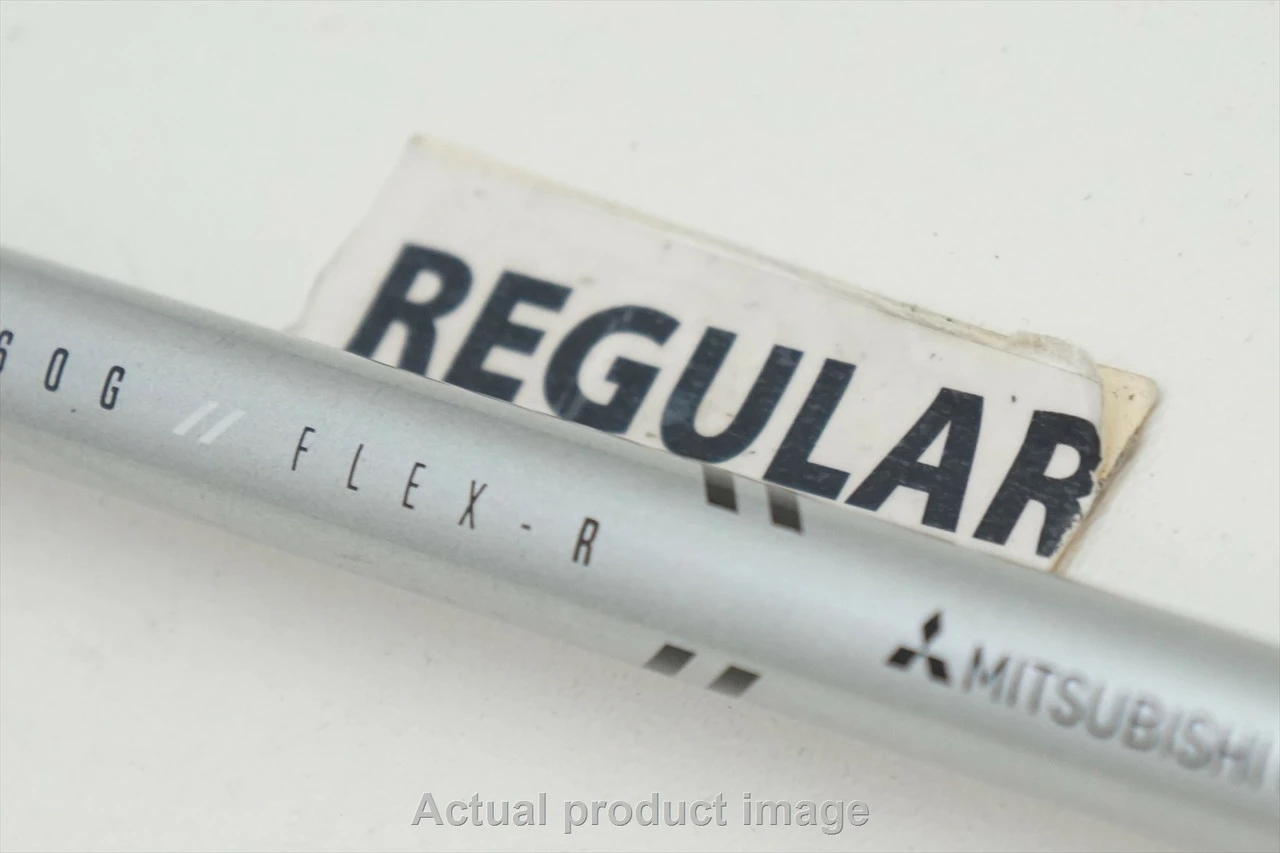 REGULAR
60G // FLEX-R
MITSUBISHI
Actual product image